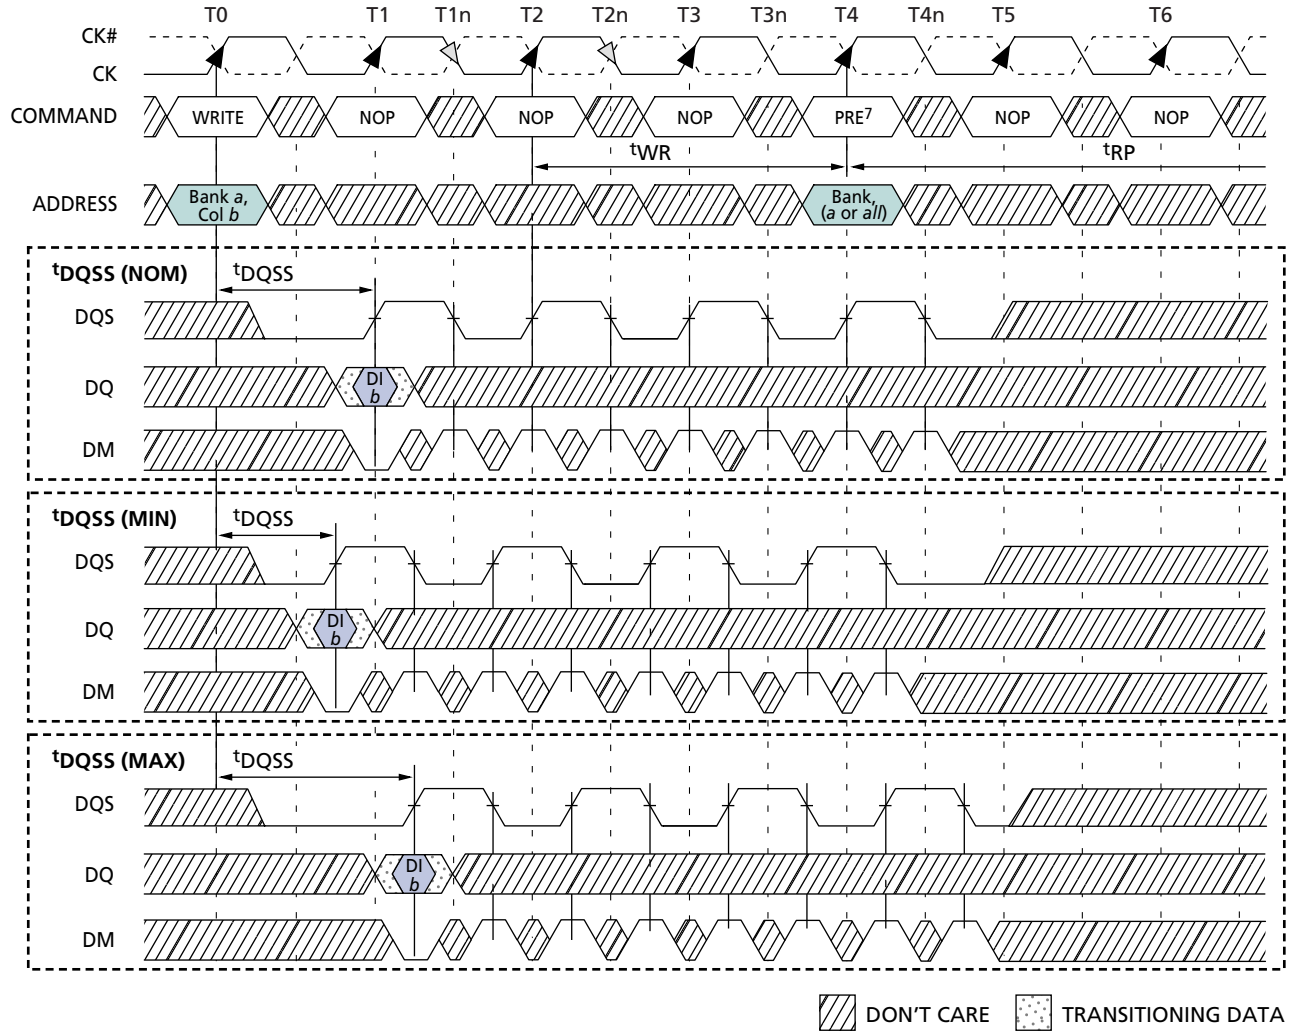 T0 T1 T1n T2 T2n T3 T3n T4 T4n T5 T6
CK#
CK
COMMAND WRITE NOP NOP NOP PRE7 NOP NOP
tWR tRP
ADDRESS Bank a, Col b Bank, (a or all)
tDQSS (NOM) tDQSS
DQS
DQ DI b
DM
tDQSS (MIN) tDQSS
DQS
DQ DI b
DM
tDQSS (MAX) tDQSS
DQS
DQ DI b
DM
DON'T CARE TRANSITIONING DATA